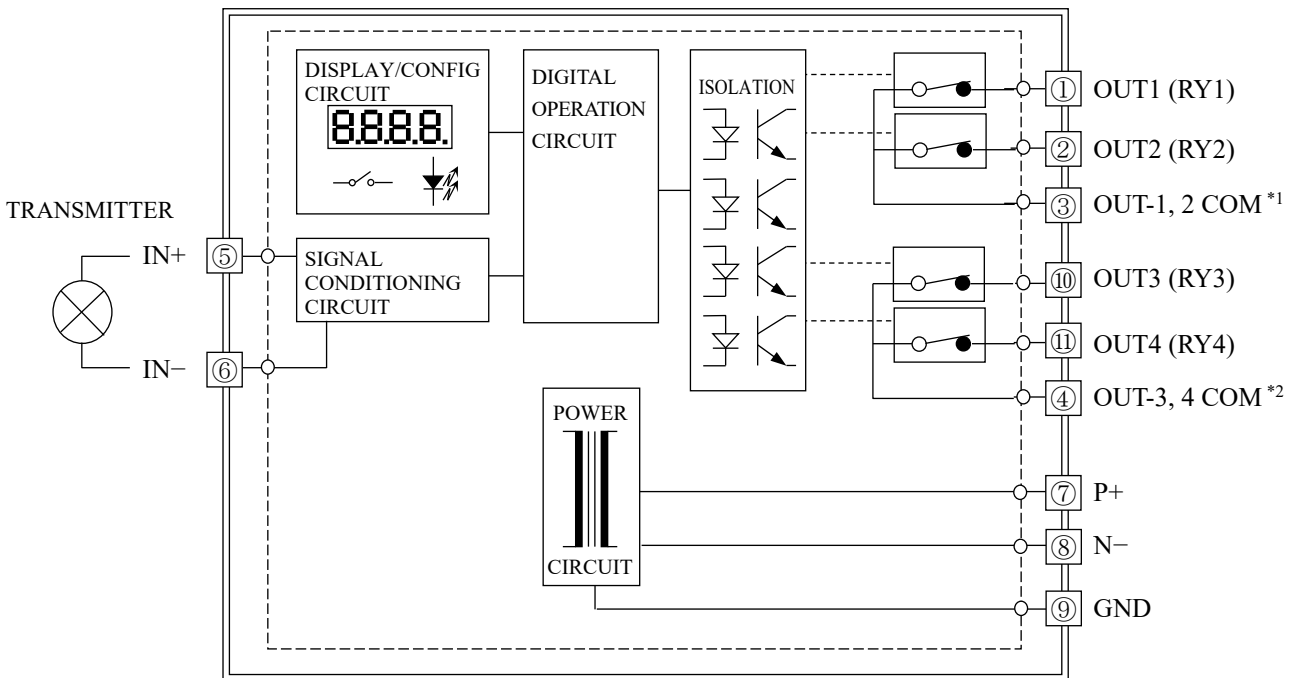 DISPLAY/CONFIG
CIRCUIT
8.8.8.8.
DIGITAL
OPERATION
CIRCUIT
ISOLATION
① OUT1 (RY1)
② OUT2 (RY2)
③ OUT-1, 2 COM *1
TRANSMITTER
IN+ ⑤
SIGNAL
CONDITIONING
CIRCUIT
IN− ⑥
⑩ OUT3 (RY3)
⑪ OUT4 (RY4)
④ OUT-3, 4 COM *2
POWER
CIRCUIT
⑦ P+
⑧ N−
⑨ GND